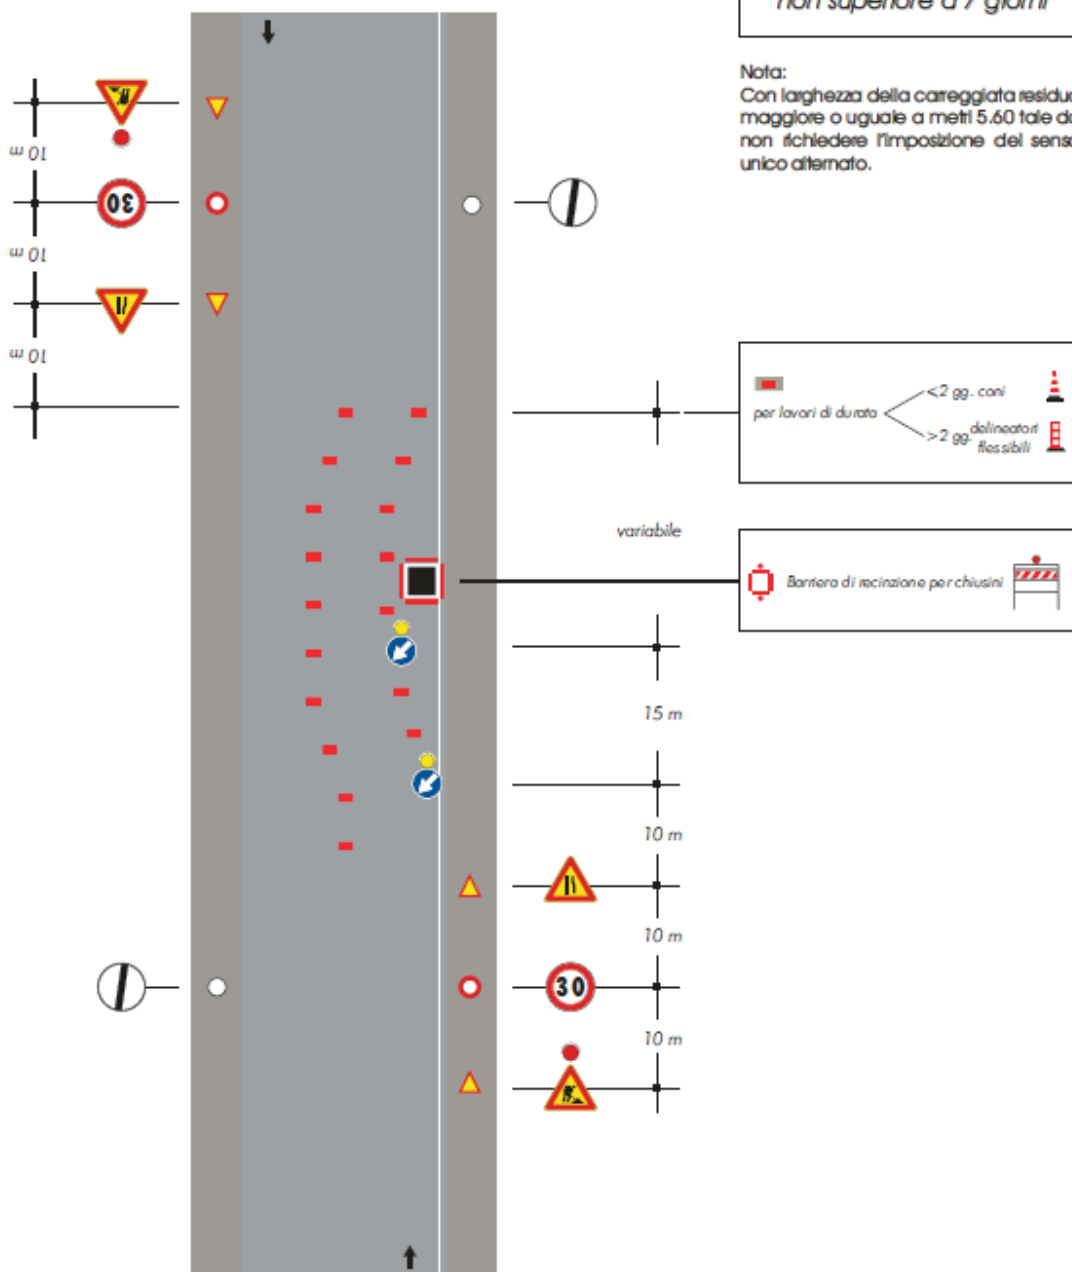 non superiore a 7 giorni
Nota:
Con larghezza della carreggiata residua
maggiore o uguale a metri 5.60 tale da
non richiedere l'imposizione del senso
unico alternato.
10 m
30
10 m
10 m
per lavori di durata
<2 gg. coni
>2 gg. delineatori
flessibili
variabile
Barriera di recinzione per chiusini
15 m
10 m
10 m
30
10 m